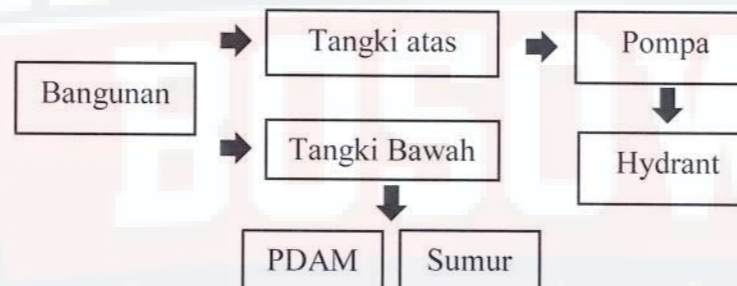 Tangki atas
Pompa
Bangunan
Tangki Bawah
Hydrant
PDAM
Sumur